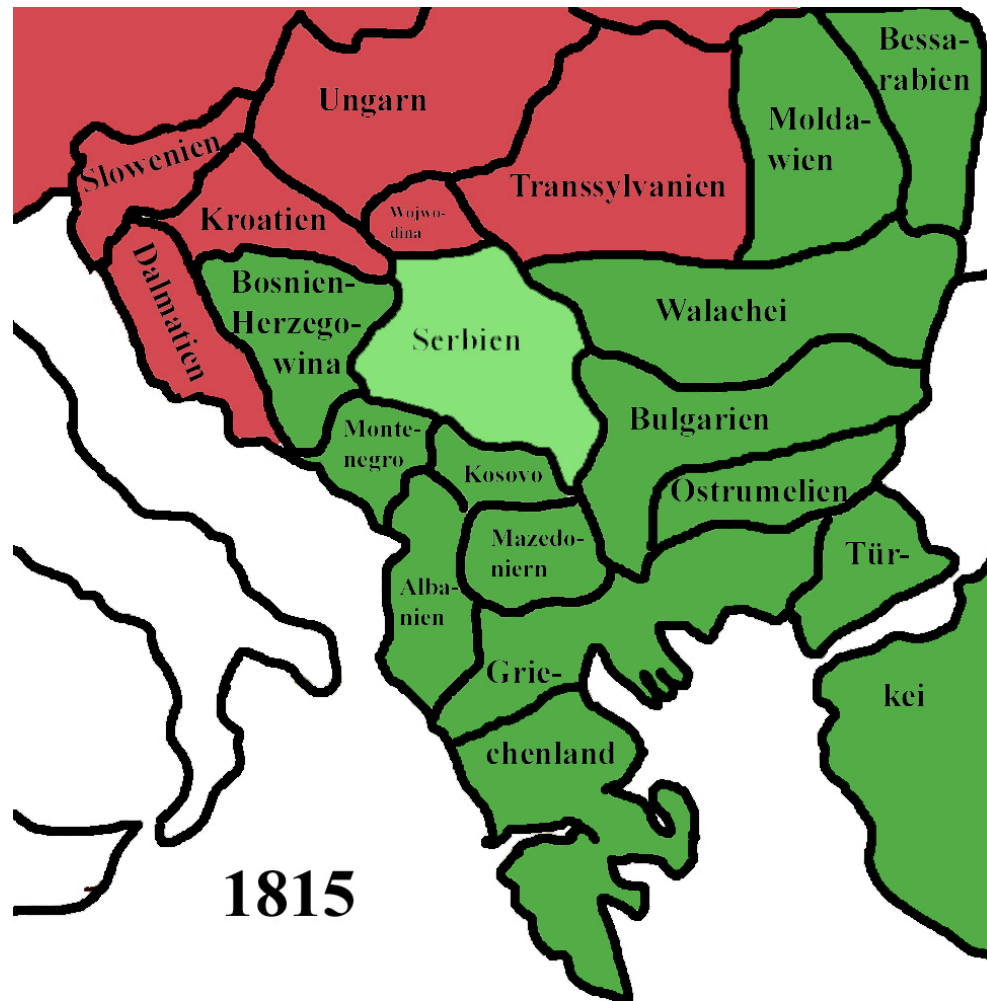 Bessa-
rabien
Ungarn
Molda-
wien
Slowenien
Transsylvanien
Kroatien
Wojwo-
dina
Dalmatien
Bosnien-
Herzego-
wina
Walachei
Serbien
Bulgarien
Monte-
negro
Kosovo
Ostrumelien
Mazedo-
niern
Tür-
Alba-
nien
Grie-
kei
chenland
1815